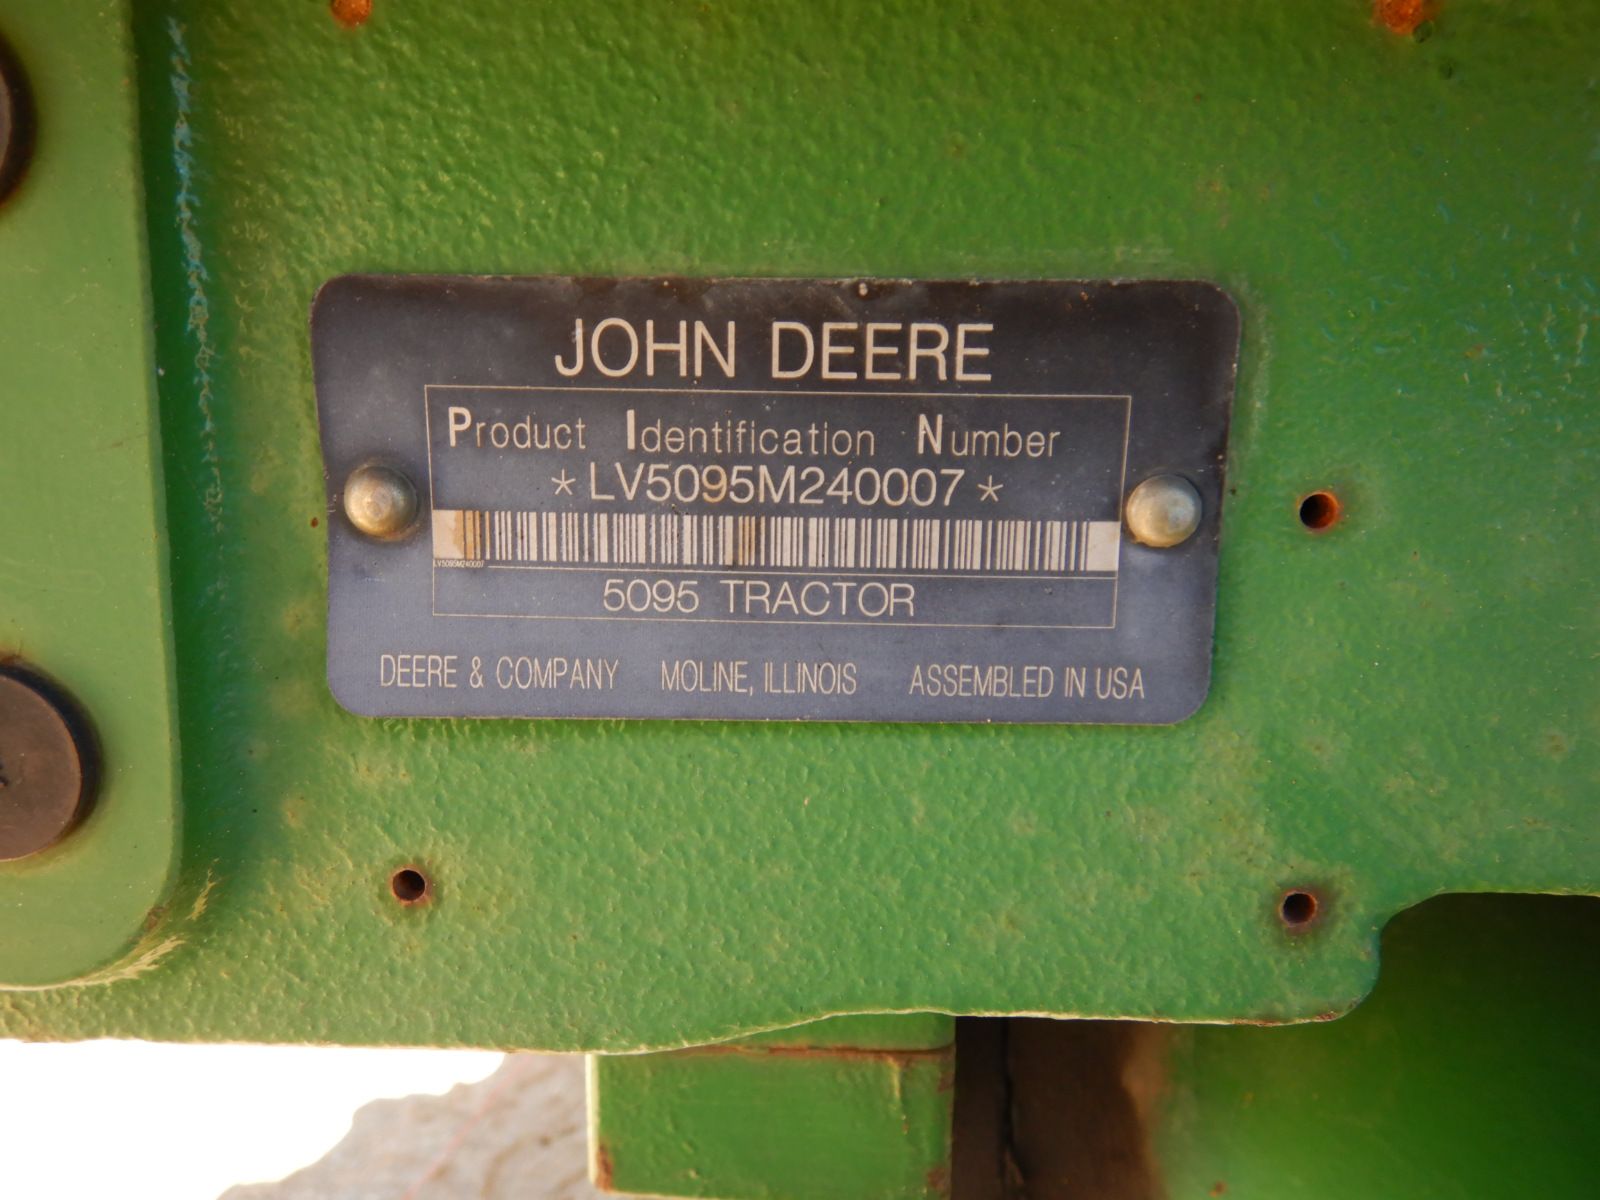 JOHN DEERE
Product Identification Number
*LV5095M240007*
LV5095M240007
5095 TRACTOR
DEERE & COMPANY MOLINE, ILLINOIS ASSEMBLED IN USA